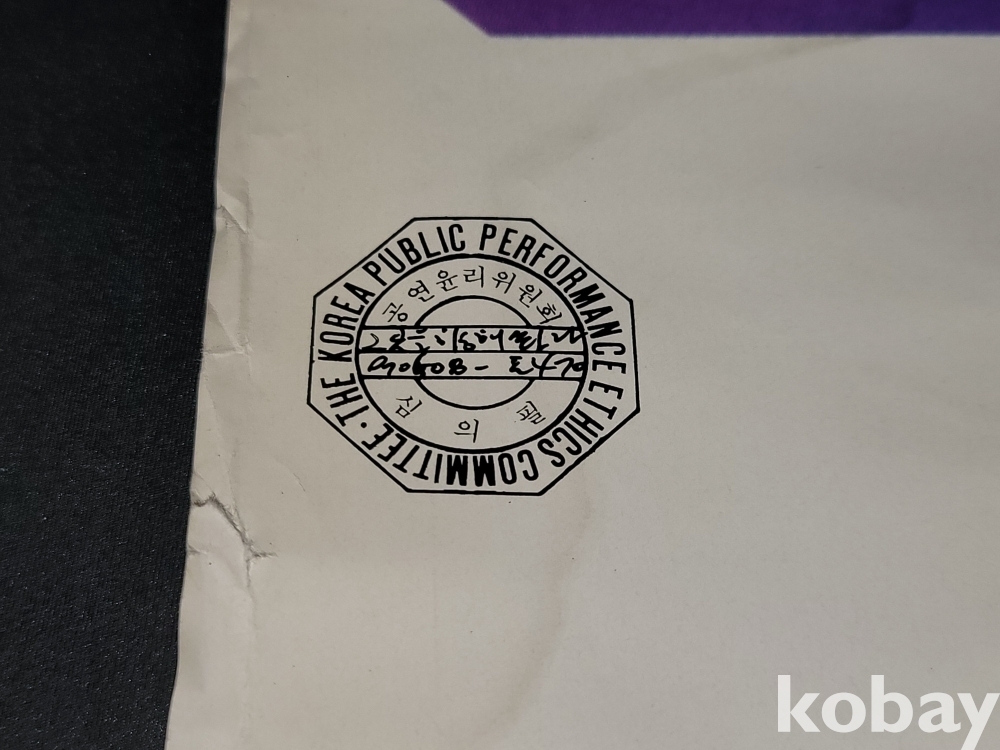 THE KOREA PUBLIC PERFORMANCE ETHICS COMMITTEE ·
공연윤리위원회
심의필
kobay